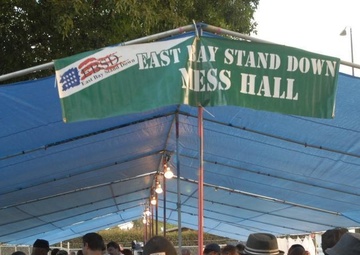 EAST BAY STAND DOWN
MESS HALL
EBSD
East Bay Stand Down